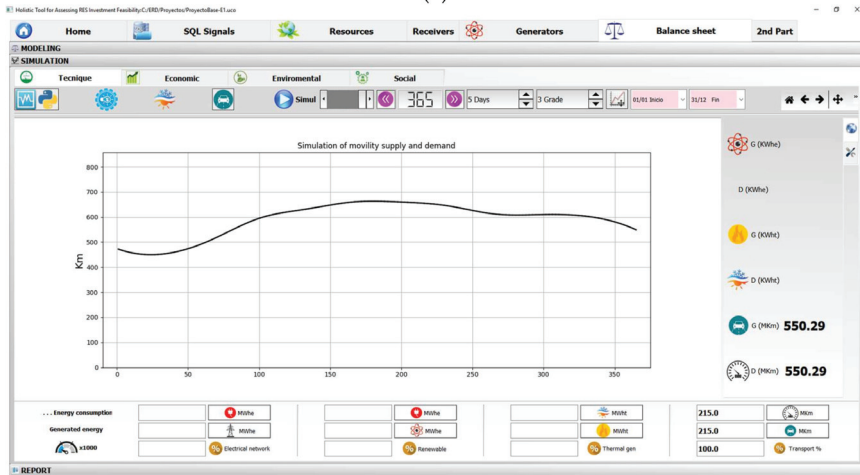 Holistic Tool for Assessing RES Investment Feasibility:C:/ERD/Proyectos/ProyectoBase-E1.uco
Home SQL Signals Resources Receivers Generators Balance sheet 2nd Part
MODELING
SIMULATION
Tecnique Economic Enviromental Social
Simul 365 5 Days 3 Grade 01/01 Inicio 31/12 Fin
Simulation of movility supply and demand
G (KWhe)
D (KWhe)
G (KWht)
D (KWht)
G (MKm) 550.29
D (MKm) 550.29
Km
800
700
600
500
400
300
200
100
0
0 50 100 150 200 250 300 350
... Energy consumption MWhe MWhe MWht 215.0 MKm
Generated energy MWhe MWhe MWht 215.0 MKm
x1000 % Electrical network % Renewable % Thermal gen 100.0 % Transport %
REPORT